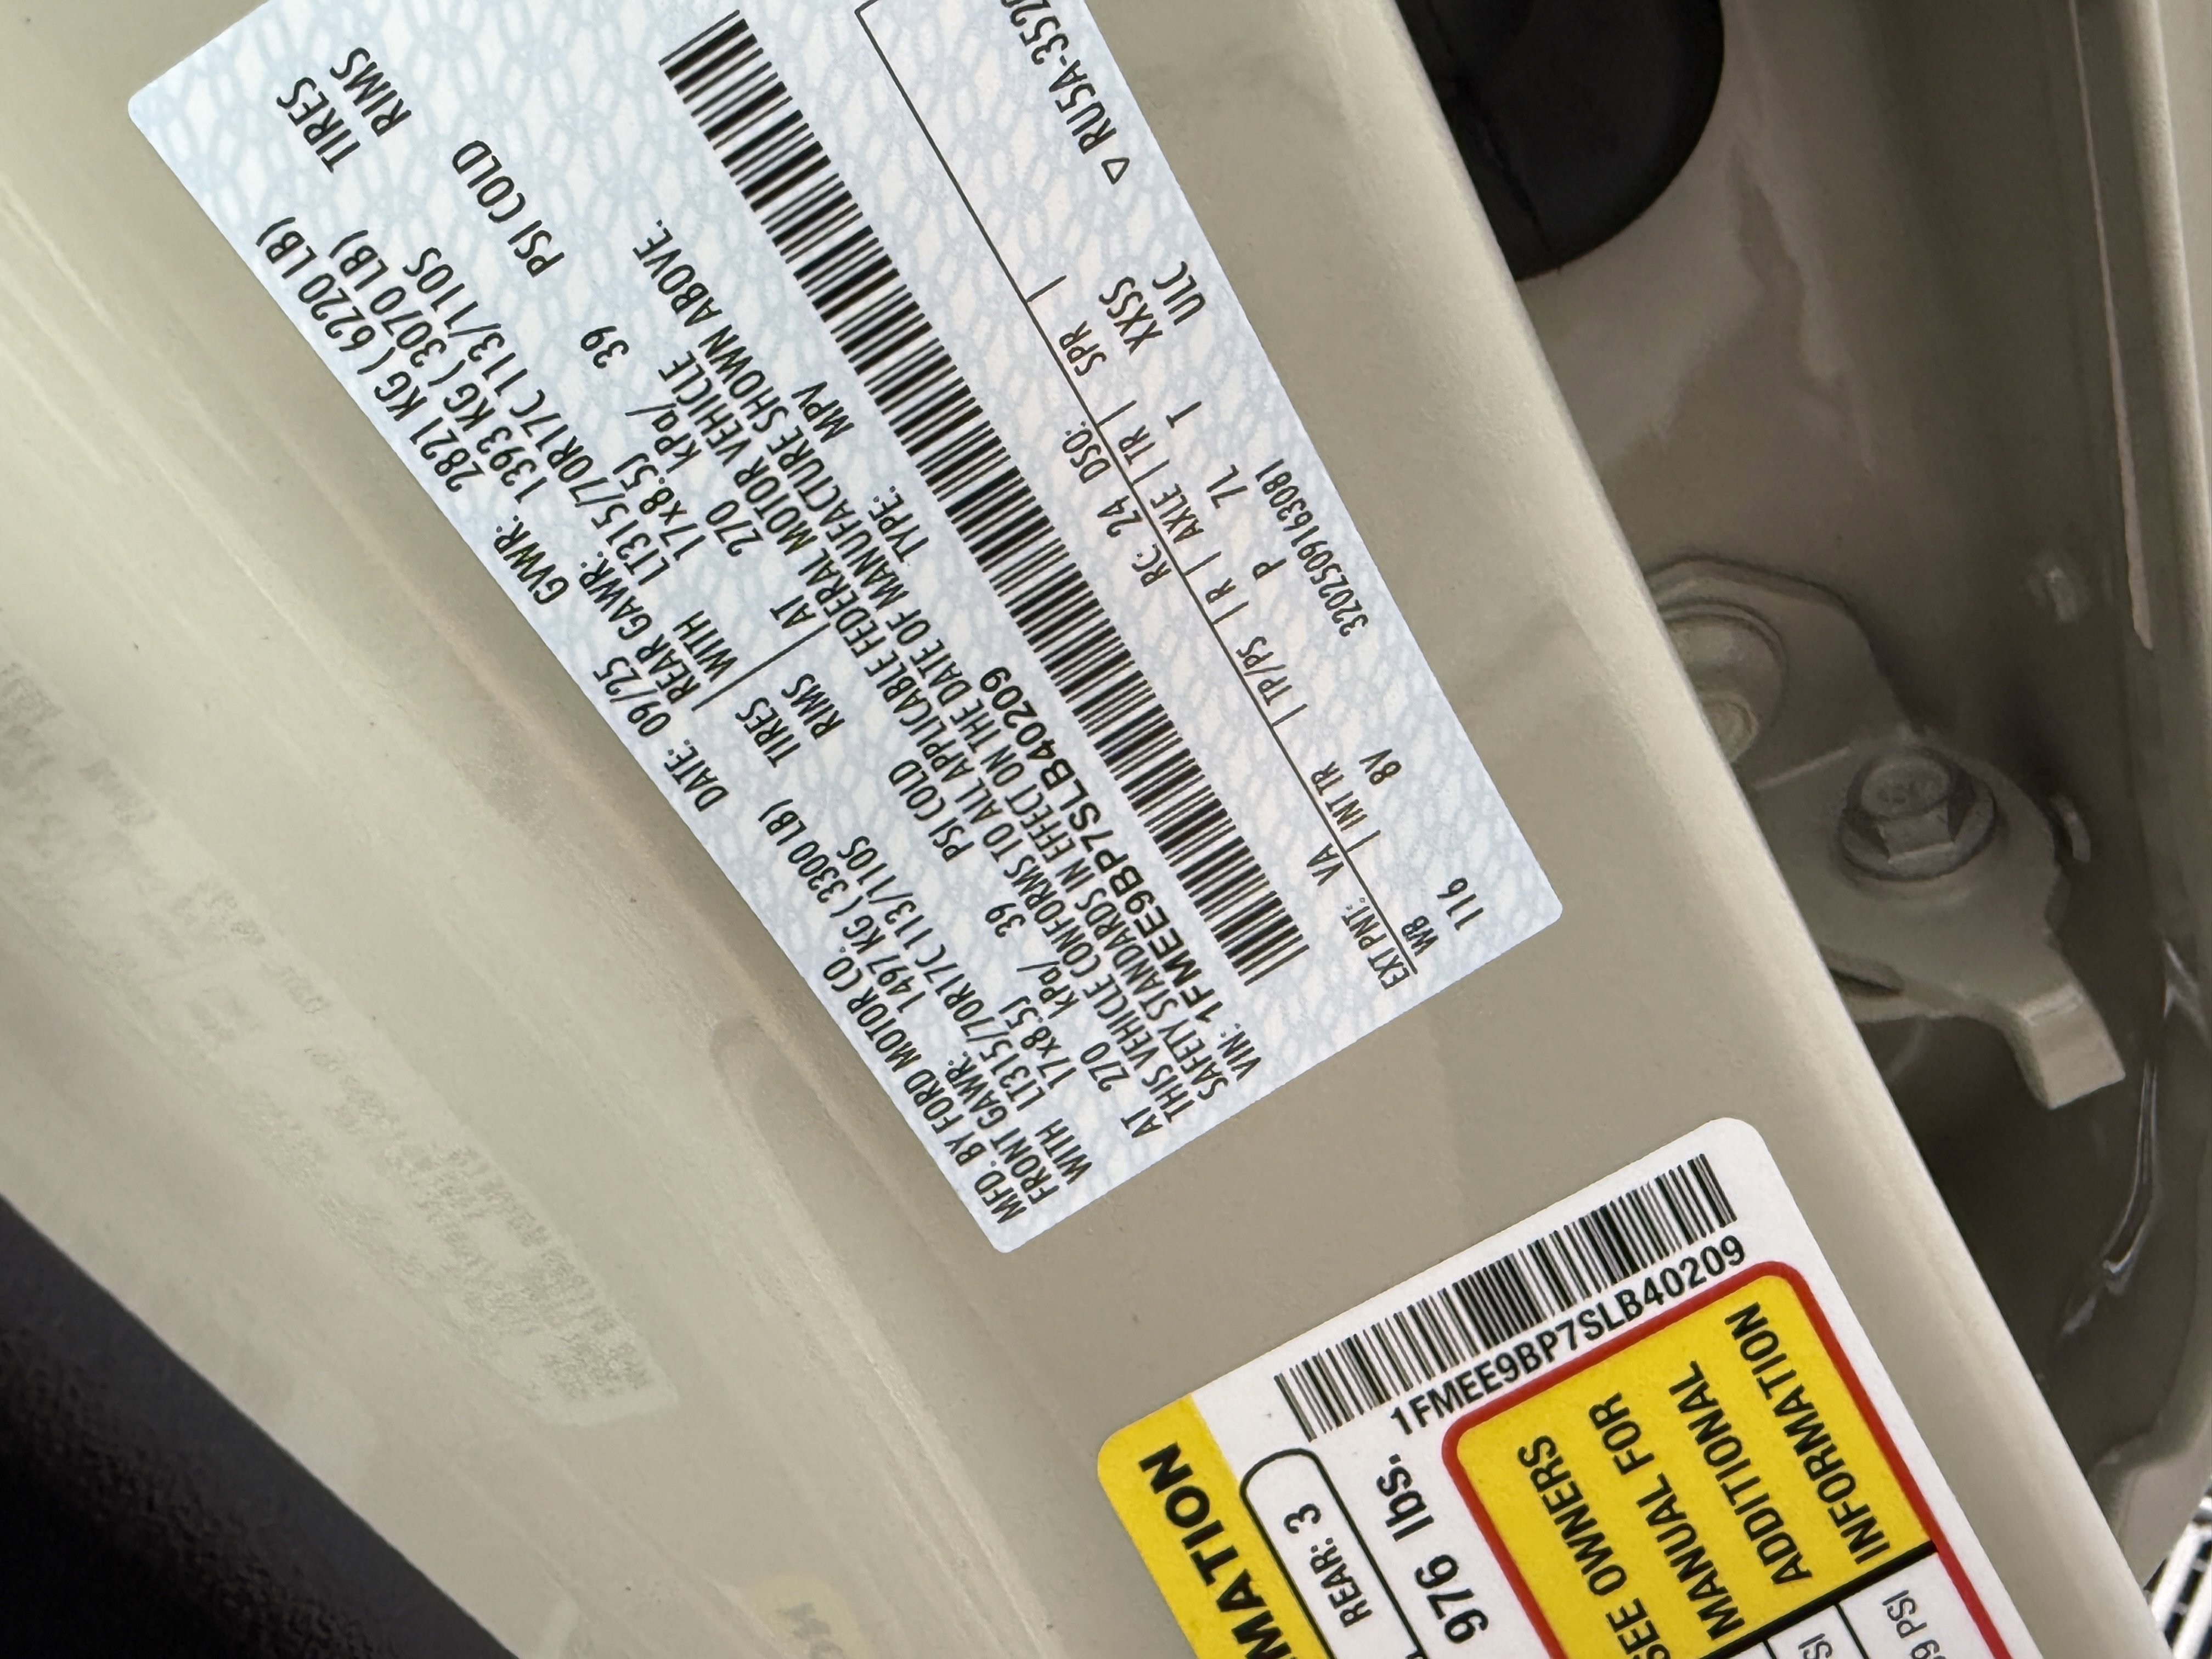 MFD. BY FORD MOTOR CO. DATE: 09/25 GVWR: 2821 KG ( 6220 LB)
FRONT GAWR: 1497 KG ( 3300 LB) REAR GAWR: 1393 KG ( 3070 LB)
WITH LT315/70R17C 113/110S TIRES WITH LT315/70R17C 113/110S TIRES
17x8.5J RIMS 17x8.5J RIMS
AT 270 kPa/ 39 PSI COLD AT 270 kPa/ 39 PSI COLD
THIS VEHICLE CONFORMS TO ALL APPLICABLE FEDERAL MOTOR VEHICLE
SAFETY STANDARDS IN EFFECT ON THE DATE OF MANUFACTURE SHOWN ABOVE.
VIN: 1FMEE9BP7SLB40209 TYPE: MPV
EXT PNT: VA RC: 24 DSO:
WB INT TR TP/PS R AXLE TR SPR
116 8V P 7L T XXSS
3202509163081 ULC
▽ RU5A-3520
1FMEE9BP7SLB40209
REAR: 3
976 lbs.
SEE OWNERS
MANUAL FOR
ADDITIONAL
INFORMATION